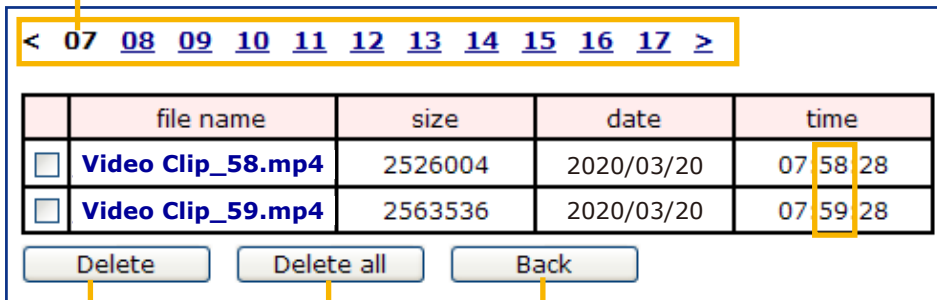 < 07 08 09 10 11 12 13 14 15 16 17 >
file name size date time
Video Clip_58.mp4 2526004 2020/03/20 07:58:28
Video Clip_59.mp4 2563536 2020/03/20 07:59:28
Delete Delete all Back